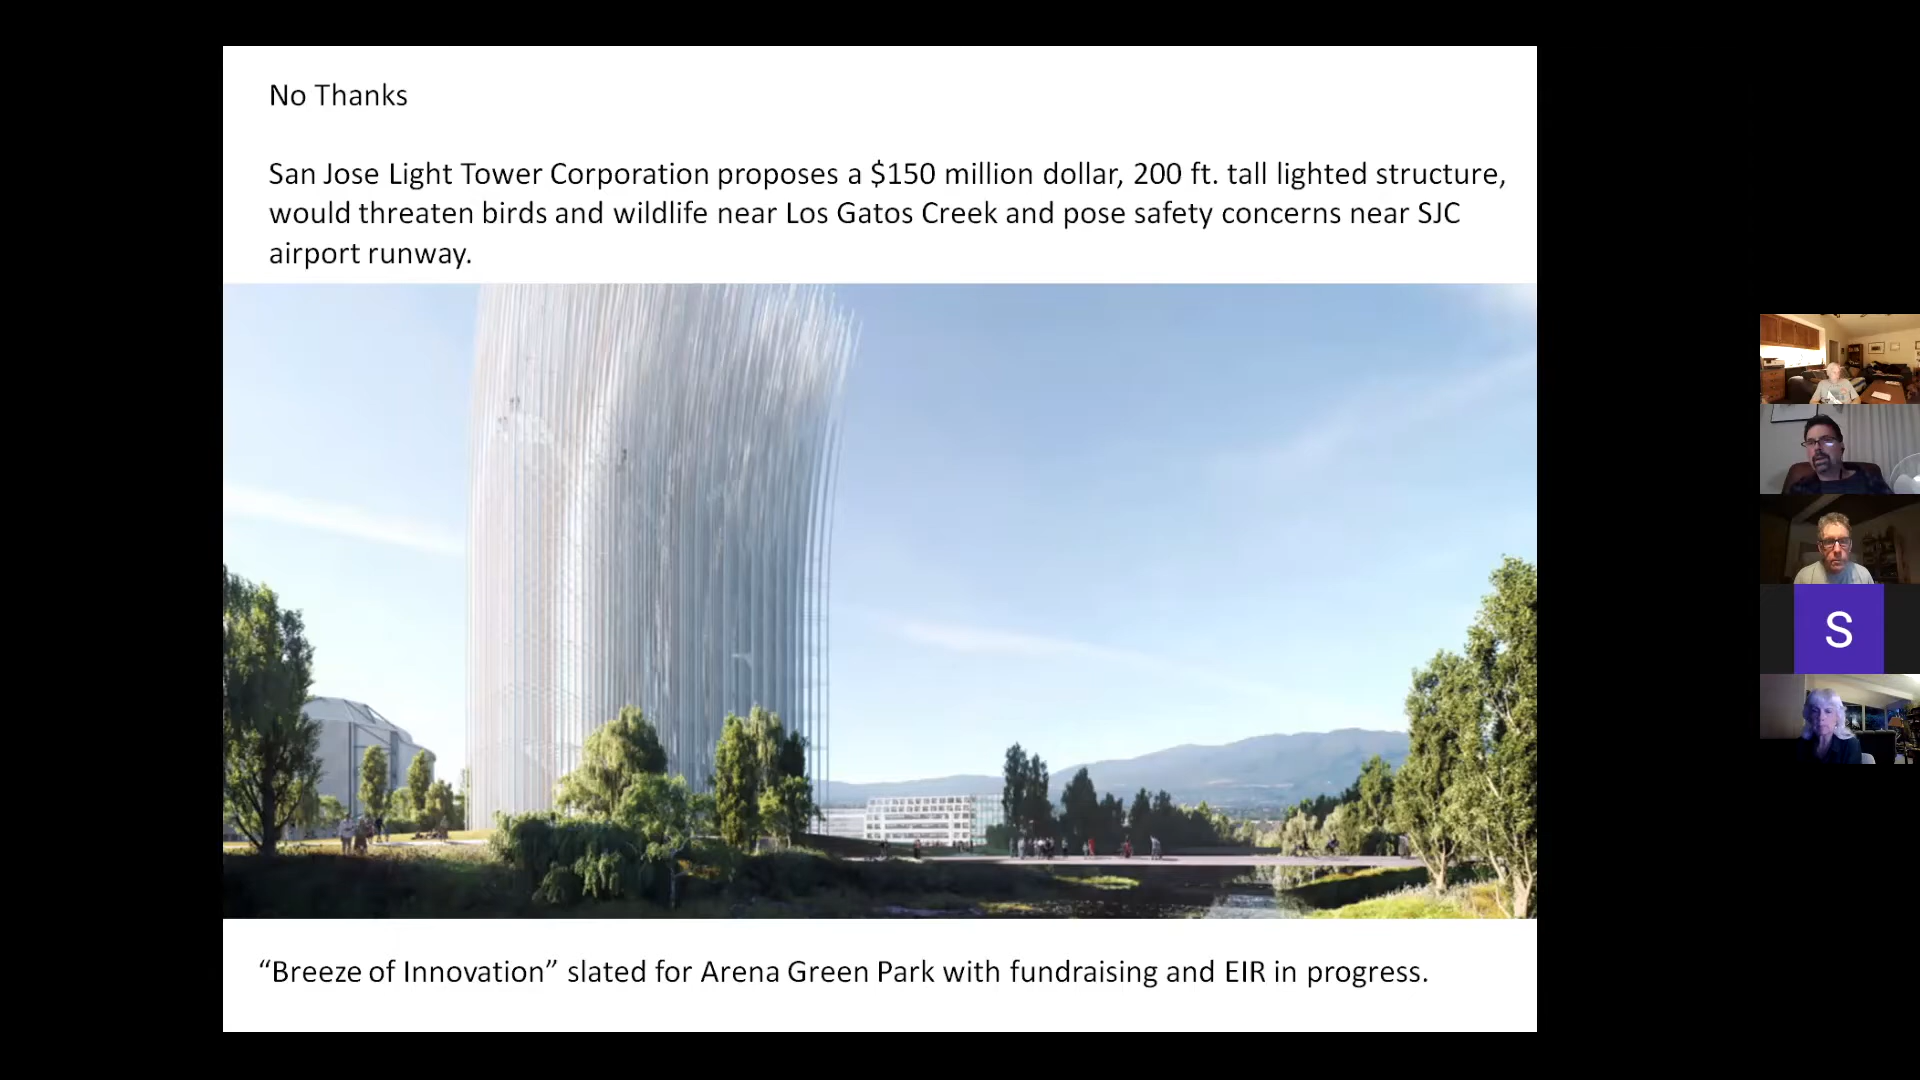 No Thanks
San Jose Light Tower Corporation proposes a $150 million dollar, 200 ft. tall lighted structure,
would threaten birds and wildlife near Los Gatos Creek and pose safety concerns near SJC
airport runway.
“Breeze of Innovation” slated for Arena Green Park with fundraising and EIR in progress.
S